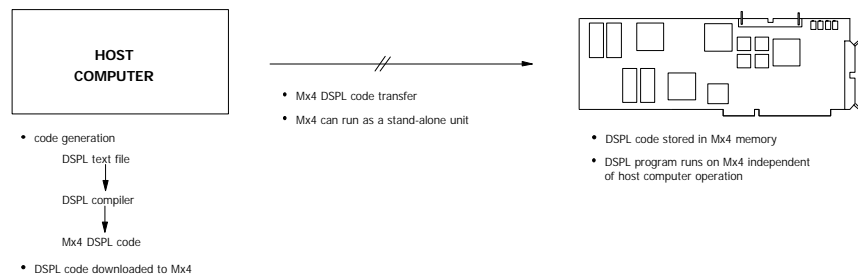 HOST
COMPUTER
• code generation
DSPL text file
DSPL compiler
Mx4 DSPL code
• DSPL code downloaded to Mx4
• Mx4 DSPL code transfer
• Mx4 can run as a stand-alone unit
• DSPL code stored in Mx4 memory
• DSPL program runs on Mx4 independent
of host computer operation